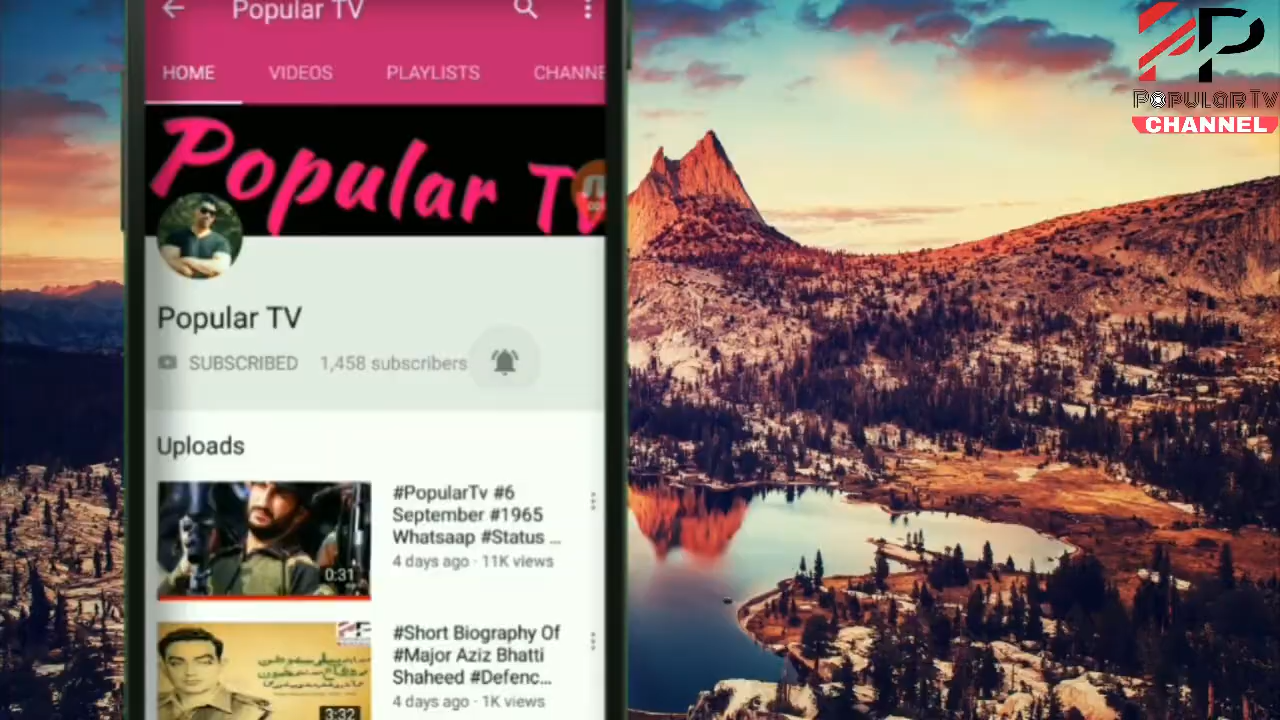 Popular TV
HOME VIDEOS PLAYLISTS CHANNE
Popular TV
Popular TV
SUBSCRIBED 1,458 subscribers
Uploads
#PopularTv #6
September #1965
Whatsaap #Status ...
4 days ago · 11K views
0:31
#Short Biography Of
#Major Aziz Bhatti
Shaheed #Defenc...
4 days ago · 1K views
3:32
P
POPULAR TV
CHANNEL